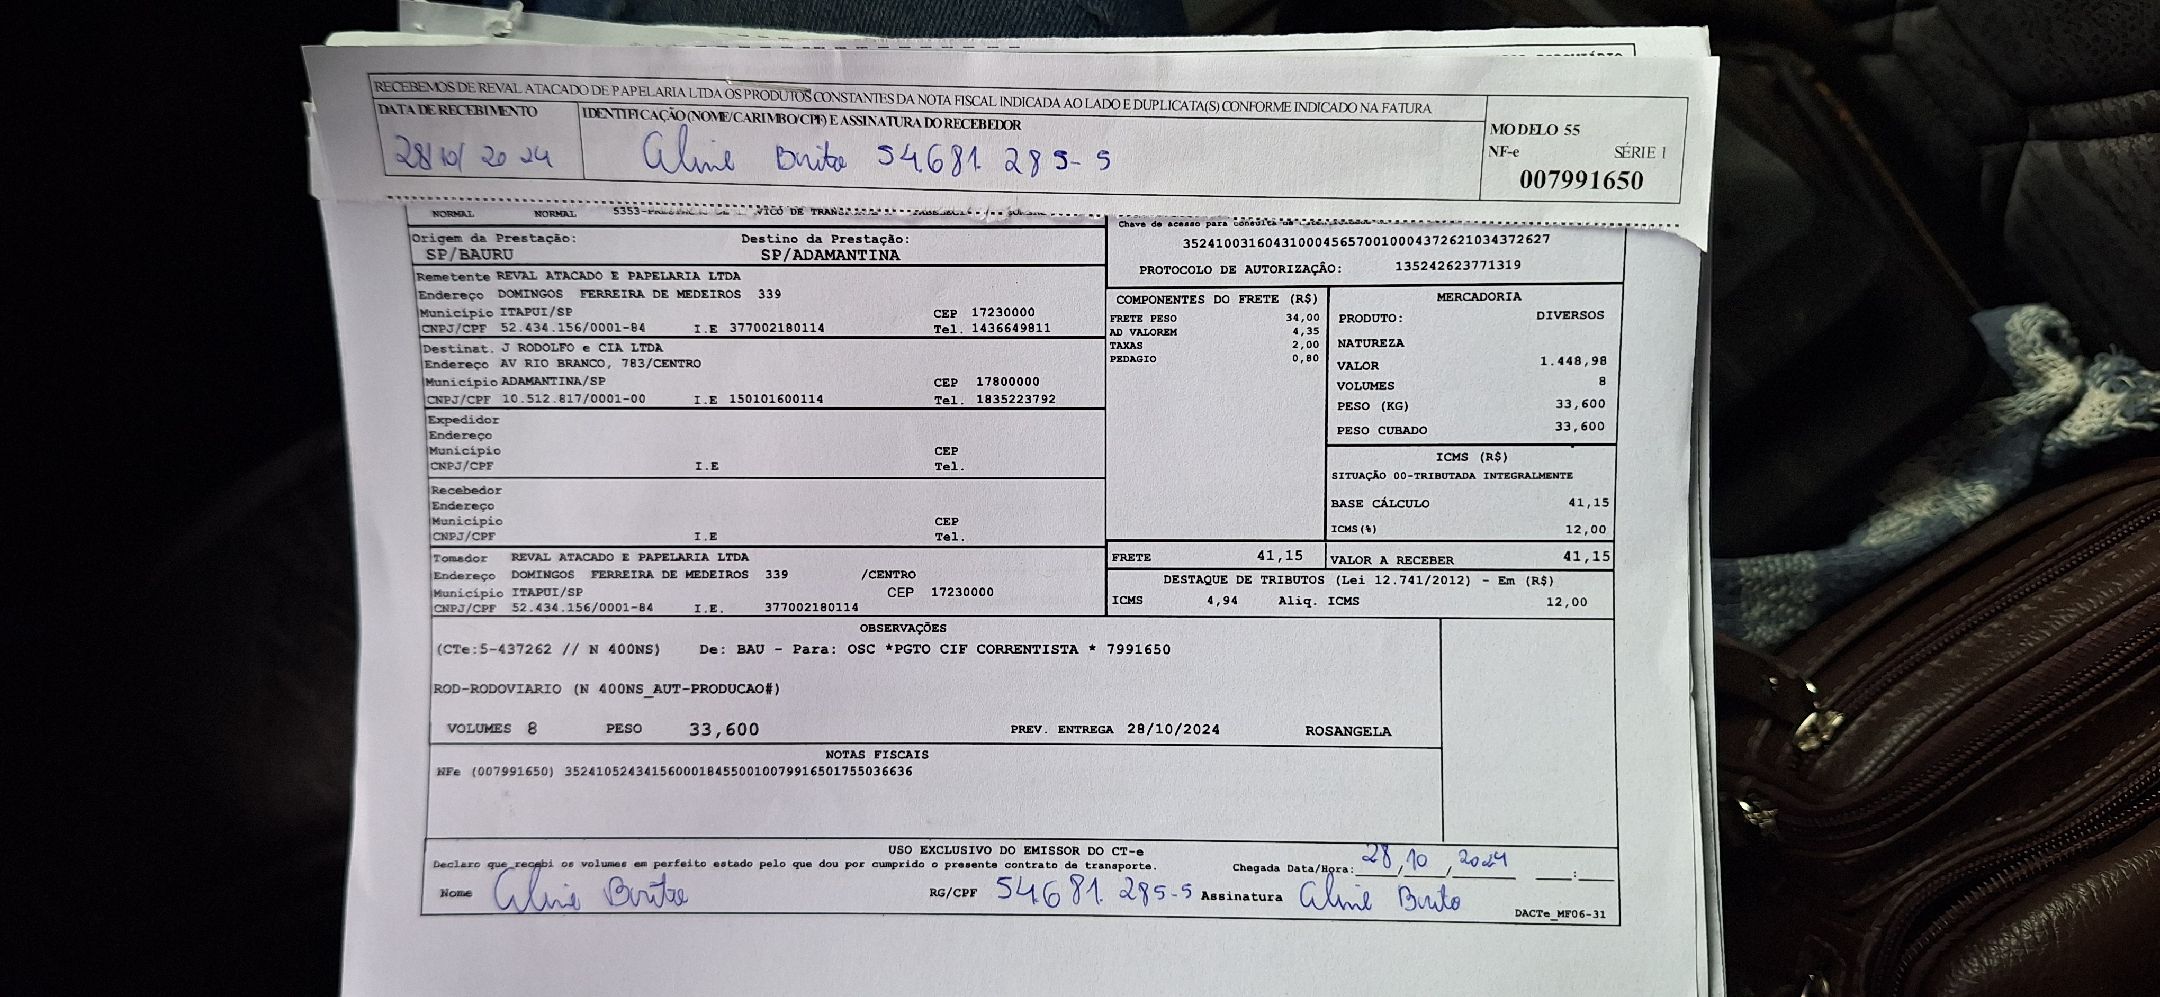 RECEBEMOS DE REVAL ATACADO DE PAPELARIA LTDA OS PRODUTOS CONSTANTES DA NOTA FISCAL INDICADA AO LADO E DUPLICATA(S) CONFORME INDICADO NA FATURA
DATA DE RECEBIMENTO IDENTIFICAÇÃO (NOME/CARIMBO/CPF) E ASSINATURA DO RECEBEDOR
28/10/2024 Aline Brito 54681.285-5
MODELO 55
NF-e SÉRIE 1
007991650
NORMAL NORMAL
Chave de acesso para consulta
35241003160431000456570010004372621034372627
PROTOCOLO DE AUTORIZAÇÃO: 135242623771319
Origem da Prestação: Destino da Prestação:
SP/BAURU SP/ADAMANTINA
Remetente REVAL ATACADO E PAPELARIA LTDA
Endereço DOMINGOS FERREIRA DE MEDEIROS 339
Município ITAPUI/SP CEP 17230000
CNPJ/CPF 52.434.156/0001-84 I.E 377002180114 Tel. 1436649811
Destinat. J RODOLFO e CIA LTDA
Endereço AV RIO BRANCO, 783/CENTRO
Município ADAMANTINA/SP CEP 17800000
CNPJ/CPF 10.512.817/0001-00 I.E 150101600114 Tel. 1835223792
Expedidor
Endereço
Município CEP
CNPJ/CPF I.E Tel.
Recebedor
Endereço
Município CEP
CNPJ/CPF I.E Tel.
Tomador REVAL ATACADO E PAPELARIA LTDA
Endereço DOMINGOS FERREIRA DE MEDEIROS 339 /CENTRO
Município ITAPUI/SP CEP 17230000
CNPJ/CPF 52.434.156/0001-84 I.E. 377002180114
COMPONENTES DO FRETE (R$)
FRETE PESO 34,00
AD VALOREM 4,35
TAXAS 2,00
PEDAGIO 0,80
MERCADORIA
PRODUTO: DIVERSOS
NATUREZA
VALOR 1.448,98
VOLUMES 8
PESO (KG) 33,600
PESO CUBADO 33,600
ICMS (R$)
SITUAÇÃO 00-TRIBUTADA INTEGRALMENTE
BASE CÁLCULO 41,15
ICMS(%) 12,00
FRETE 41,15 VALOR A RECEBER 41,15
DESTAQUE DE TRIBUTOS (Lei 12.741/2012) - Em (R$)
ICMS 4,94 Aliq. ICMS 12,00
OBSERVAÇÕES
(CTe:5-437262 // N 400NS) De: BAU - Para: OSC *PGTO CIF CORRENTISTA * 7991650
ROD-RODOVIARIO (N 400NS_AUT-PRODUCAO#)
VOLUMES 8 PESO 33,600 PREV. ENTREGA 28/10/2024 ROSANGELA
NOTAS FISCAIS
NFe (007991650) 35241052434156000184550010079916501755036636
USO EXCLUSIVO DO EMISSOR DO CT-e
Declaro que recebi os volumes em perfeito estado pelo que dou por cumprido o presente contrato de transporte. Chegada Data/Hora: 28/10/2024 __:__
Nome Aline Brito RG/CPF 54681.285-5 Assinatura Aline Brito
DACTe_MF06-31